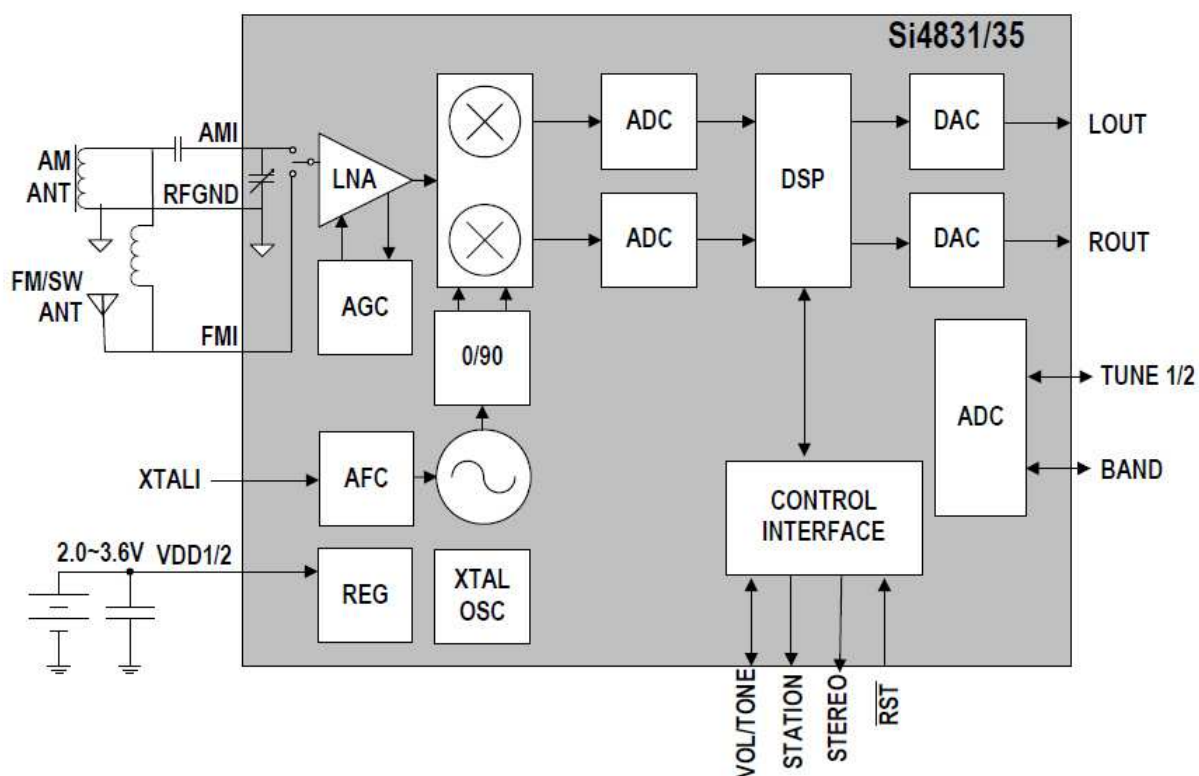 Si4831/35
AMI
AM
ANT
RFGND
FM/SW
ANT
FMI
LNA
AGC
0/90
ADC
ADC
DSP
DAC
DAC
LOUT
ROUT
ADC
TUNE 1/2
BAND
XTALI
AFC
2.0~3.6V VDD1/2
REG
XTAL
OSC
CONTROL
INTERFACE
VOL/TONE
STATION
STEREO
RST